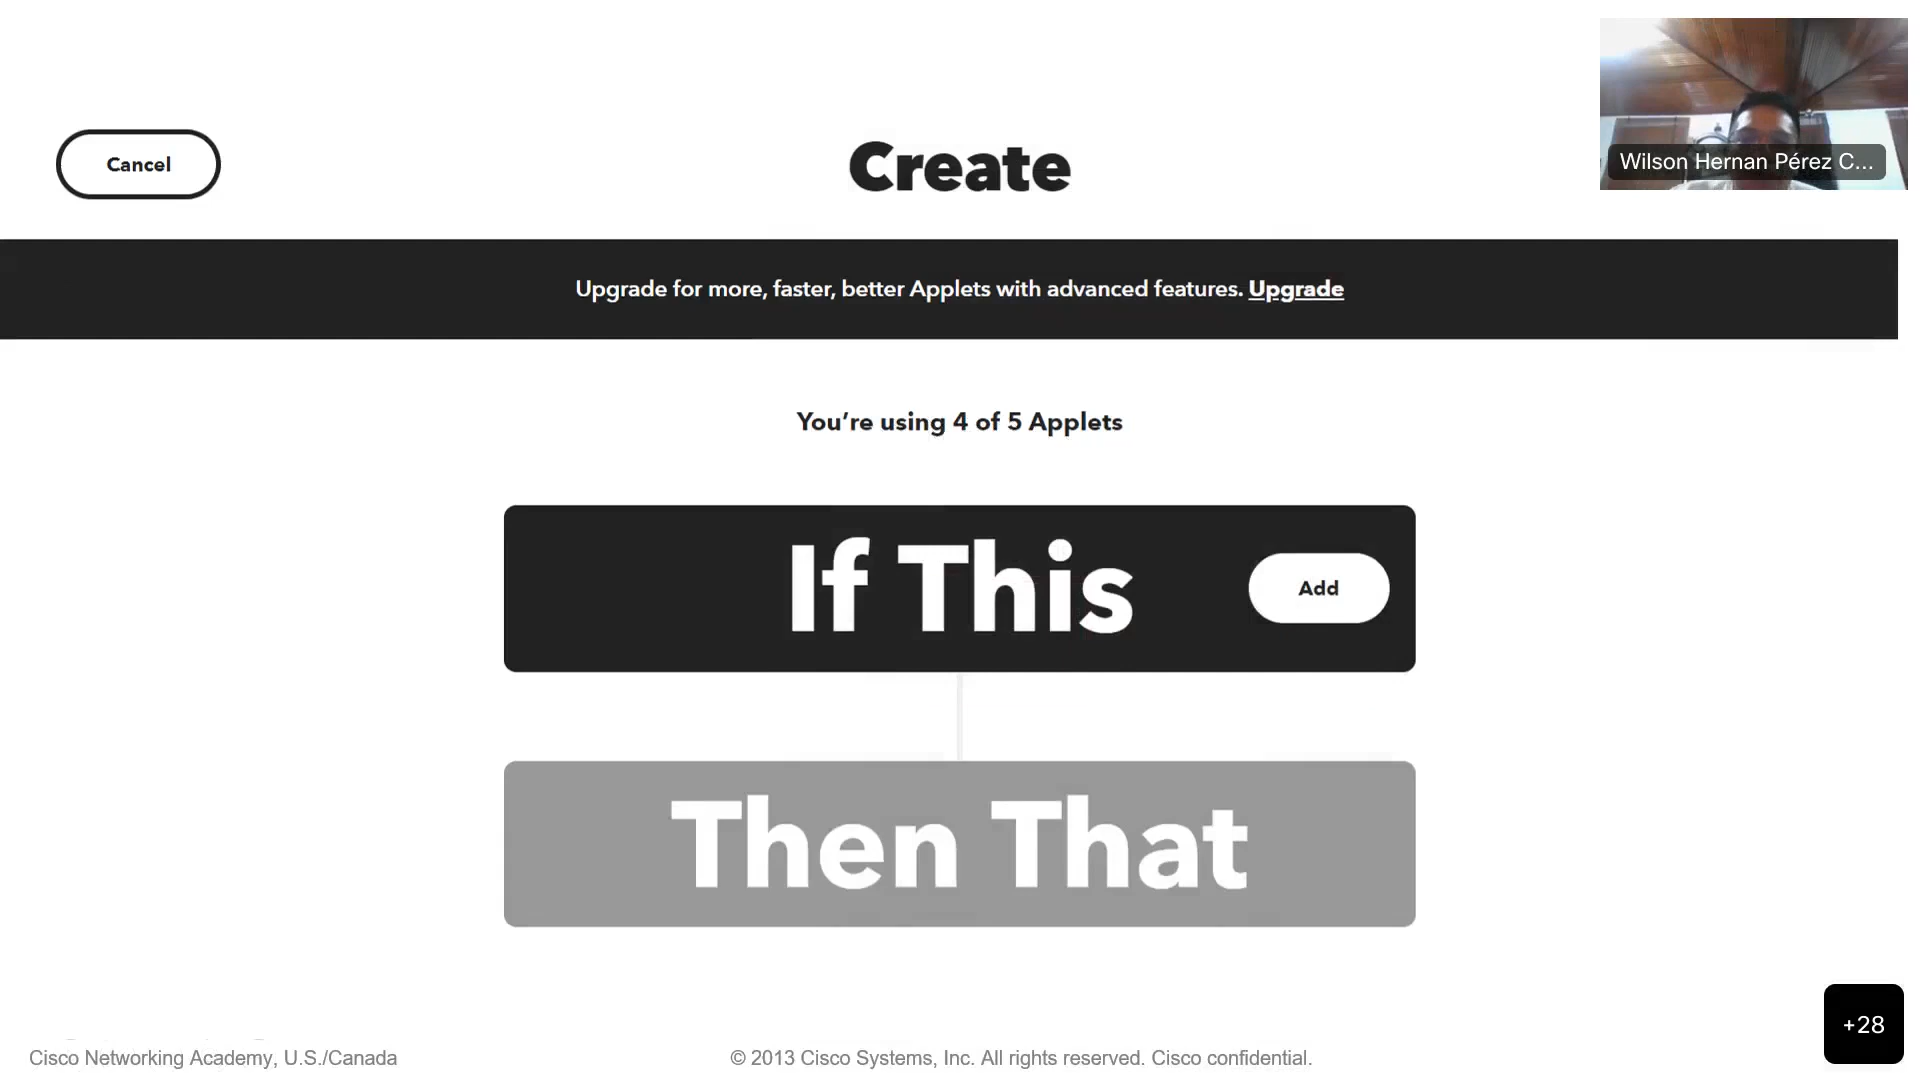 Wilson Hernan Pérez C...
Cancel
Create
Upgrade for more, faster, better Applets with advanced features. Upgrade
You’re using 4 of 5 Applets
If This
Add
Then That
+28
Cisco Networking Academy, U.S./Canada
© 2013 Cisco Systems, Inc. All rights reserved. Cisco confidential.